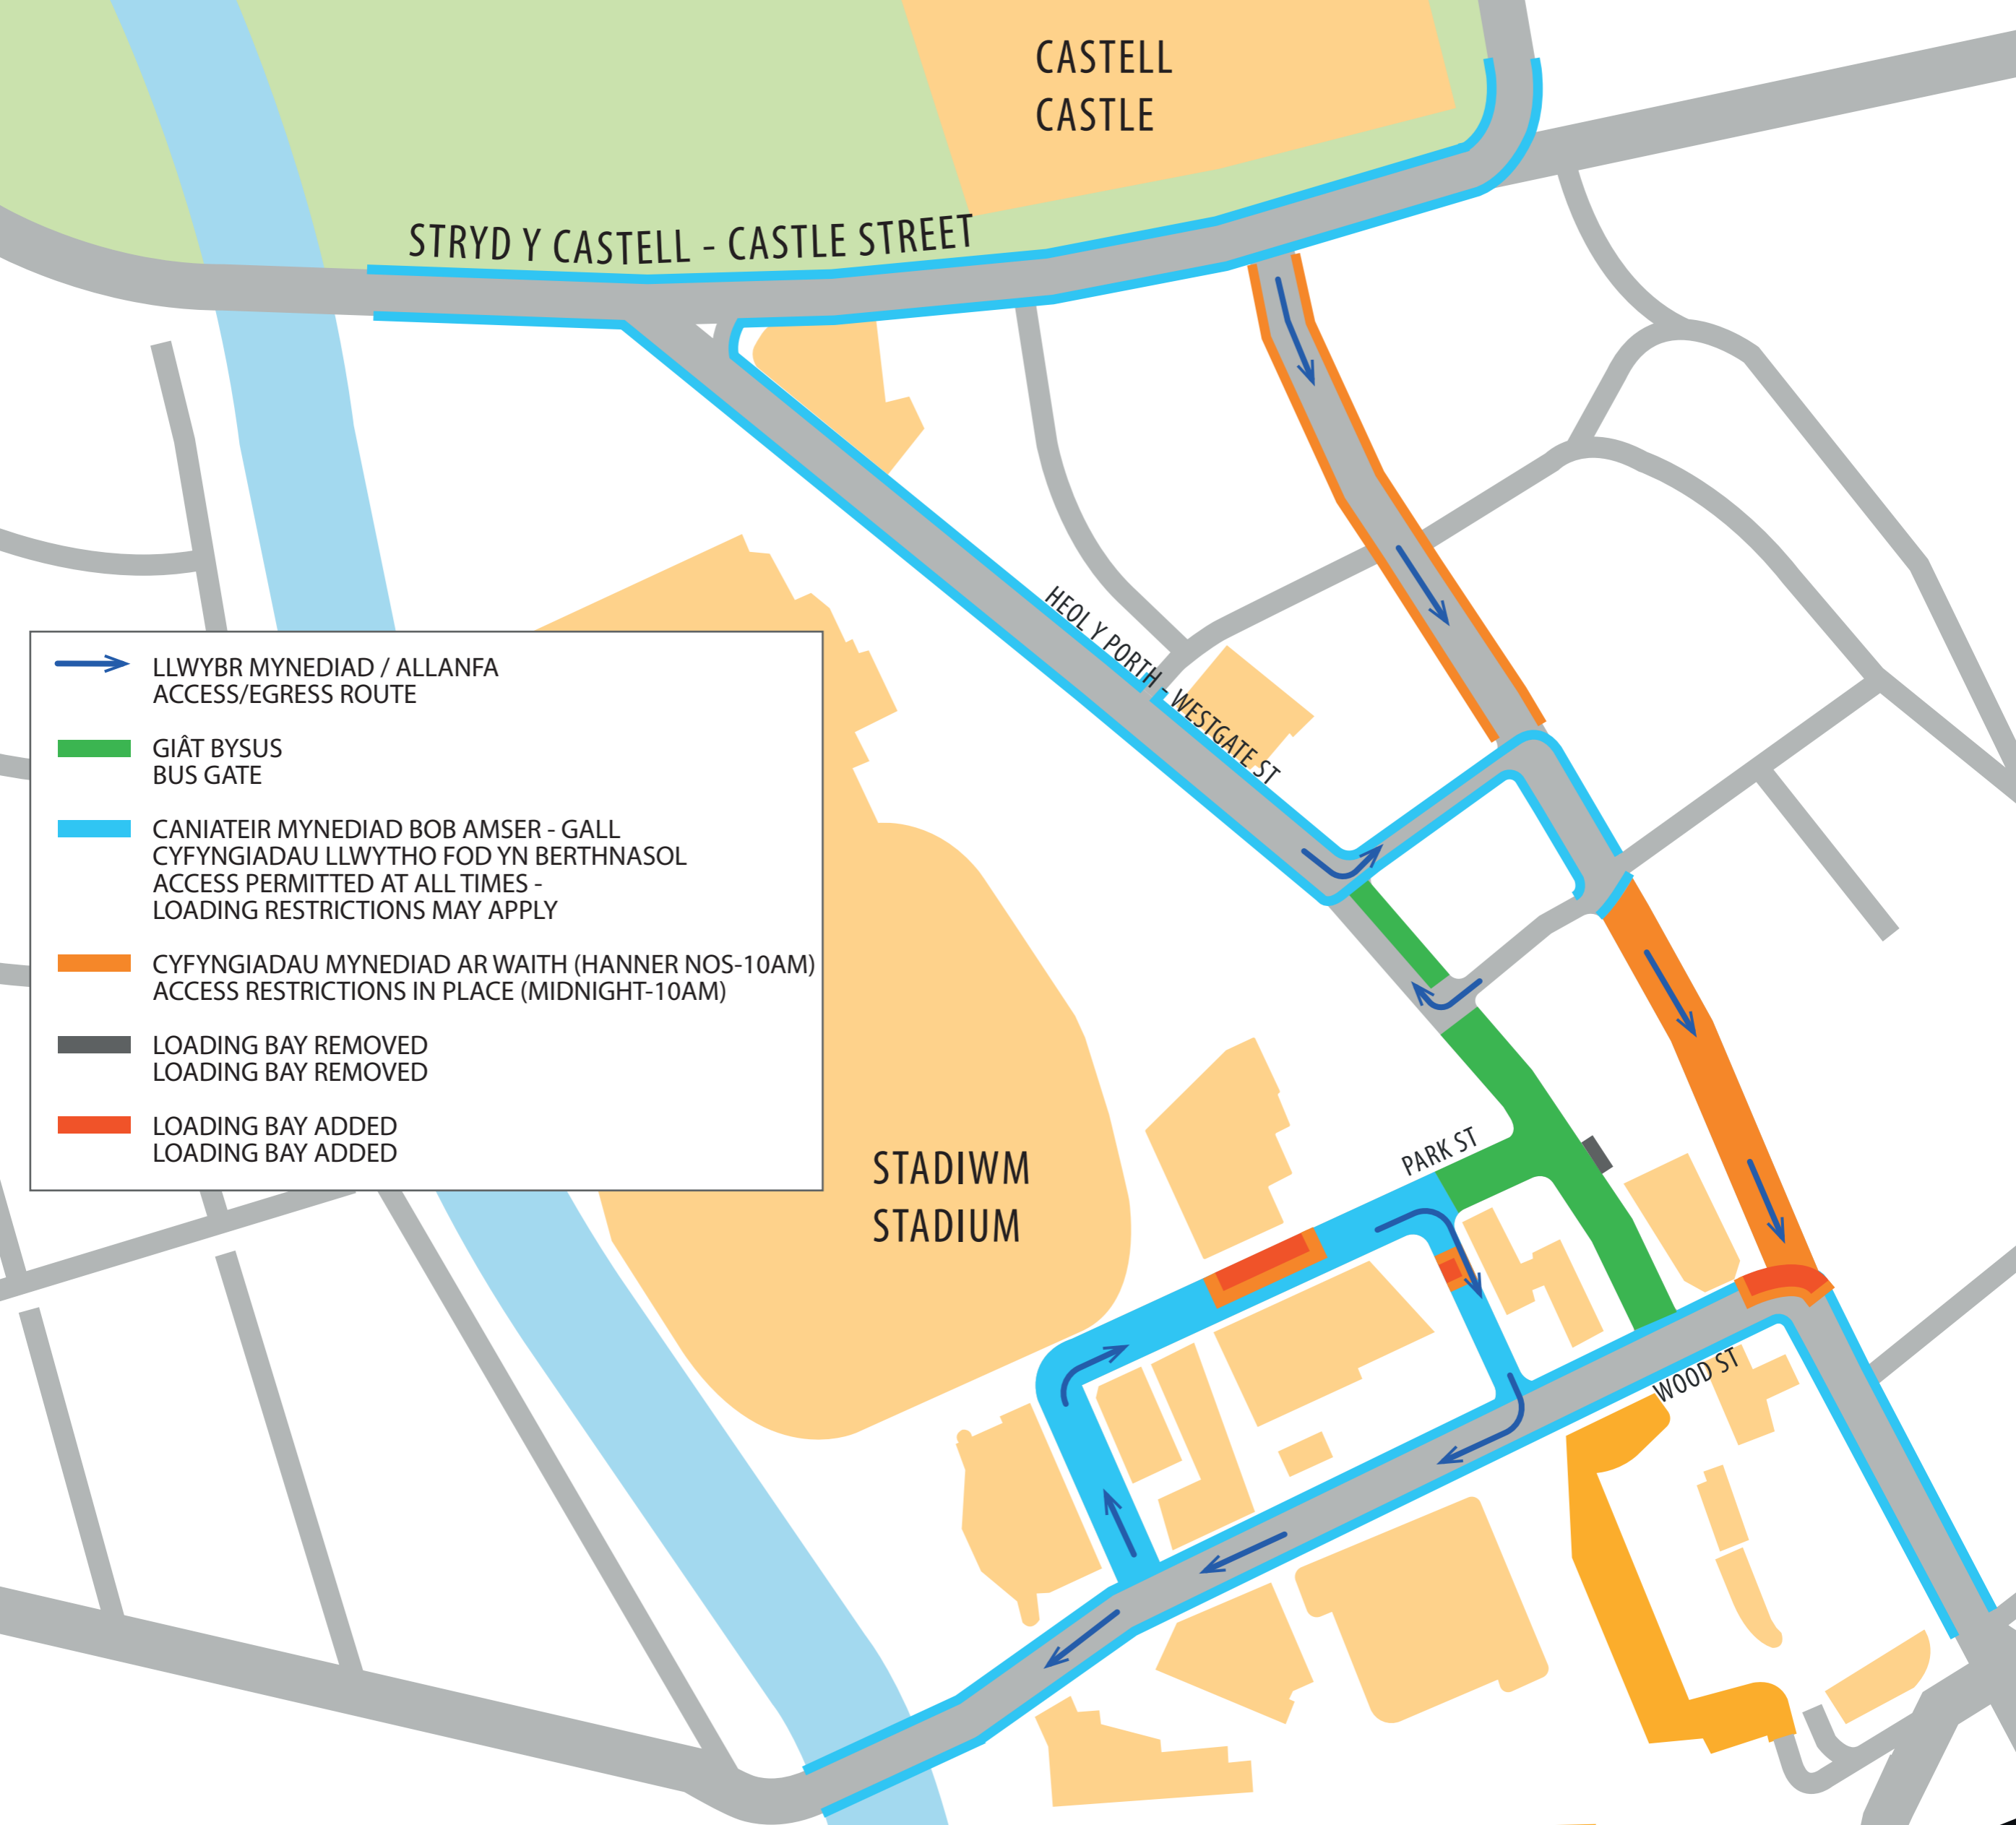 CASTELL
CASTLE
STRYD Y CASTELL - CASTLE STREET
HEOL Y PORTH - WESTGATE ST
LLWYBR MYNEDIAD / ALLANFA
ACCESS/EGRESS ROUTE
GIÂT BYSUS
BUS GATE
CANIATEIR MYNEDIAD BOB AMSER - GALL
CYFYNGIADAU LLWYTHO FOD YN BERTHNASOL
ACCESS PERMITTED AT ALL TIMES -
LOADING RESTRICTIONS MAY APPLY
CYFYNGIADAU MYNEDIAD AR WAITH (HANNER NOS-10AM)
ACCESS RESTRICTIONS IN PLACE (MIDNIGHT-10AM)
LOADING BAY REMOVED
LOADING BAY REMOVED
LOADING BAY ADDED
LOADING BAY ADDED
STADIWM
STADIUM
PARK ST
WOOD ST